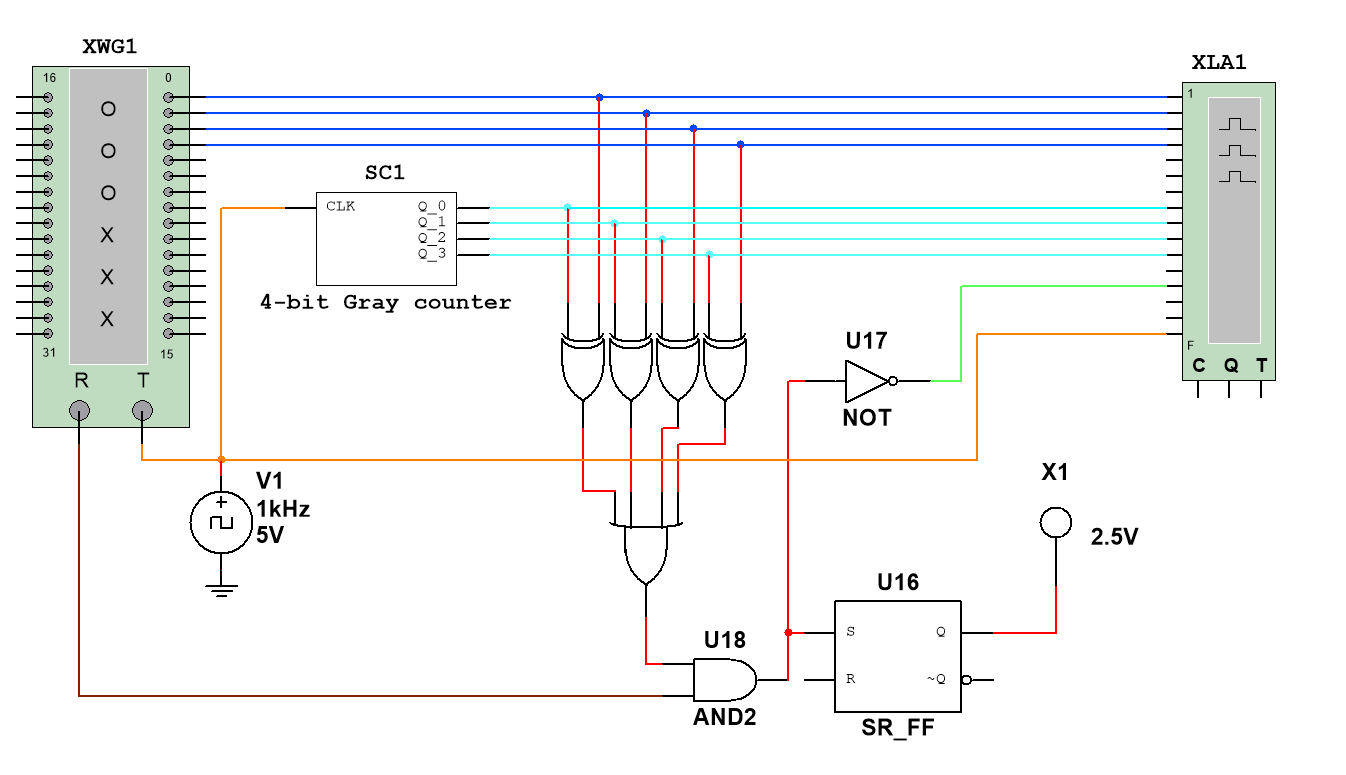 XWG1
16 0
O
O
O
X
X
X
31 15
R T
SC1
CLK Q_0
Q_1
Q_2
Q_3
4-bit Gray counter
XLA1
1
F
C Q T
U17
NOT
V1
1kHz
5V
X1
2.5V
U16
S Q
R ~Q
SR_FF
U18
AND2